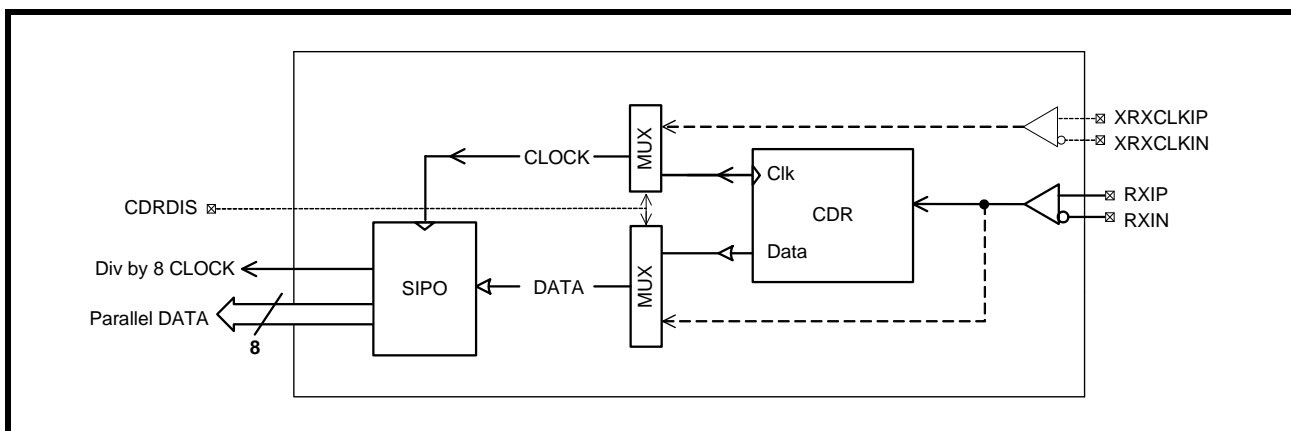 XRXCLKIP
XRXCLKIN
MUX
CLOCK
Clk
CDR
RXIP
RXIN
CDRDIS
Data
MUX
Div by 8 CLOCK
SIPO
DATA
Parallel DATA
8